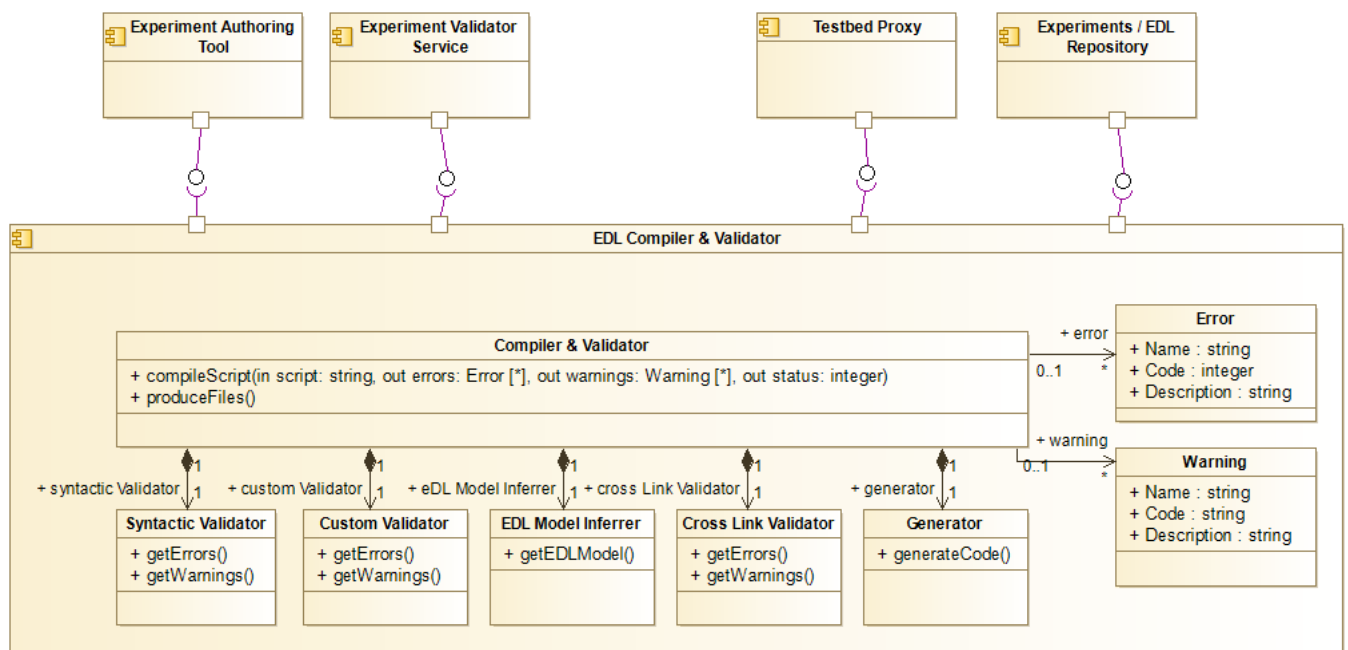 Experiment Authoring
Tool
Experiment Validator
Service
Testbed Proxy
Experiments / EDL
Repository
EDL Compiler & Validator
Compiler & Validator
+ compileScript(in script: string, out errors: Error [*], out warnings: Warning [*], out status: integer)
+ produceFiles()
+ error
0..1
*
Error
+ Name : string
+ Code : integer
+ Description : string
+ warning
0..1
*
Warning
+ Name : string
+ Code : string
+ Description : string
1
+ syntactic Validator
1
1
+ custom Validator
1
1
+ eDL Model Inferrer
1
1
+ cross Link Validator
1
1
+ generator
1
Syntactic Validator
+ getErrors()
+ getWarnings()
Custom Validator
+ getErrors()
+ getWarnings()
EDL Model Inferrer
+ getEDLModel()
Cross Link Validator
+ getErrors()
+ getWarnings()
Generator
+ generateCode()